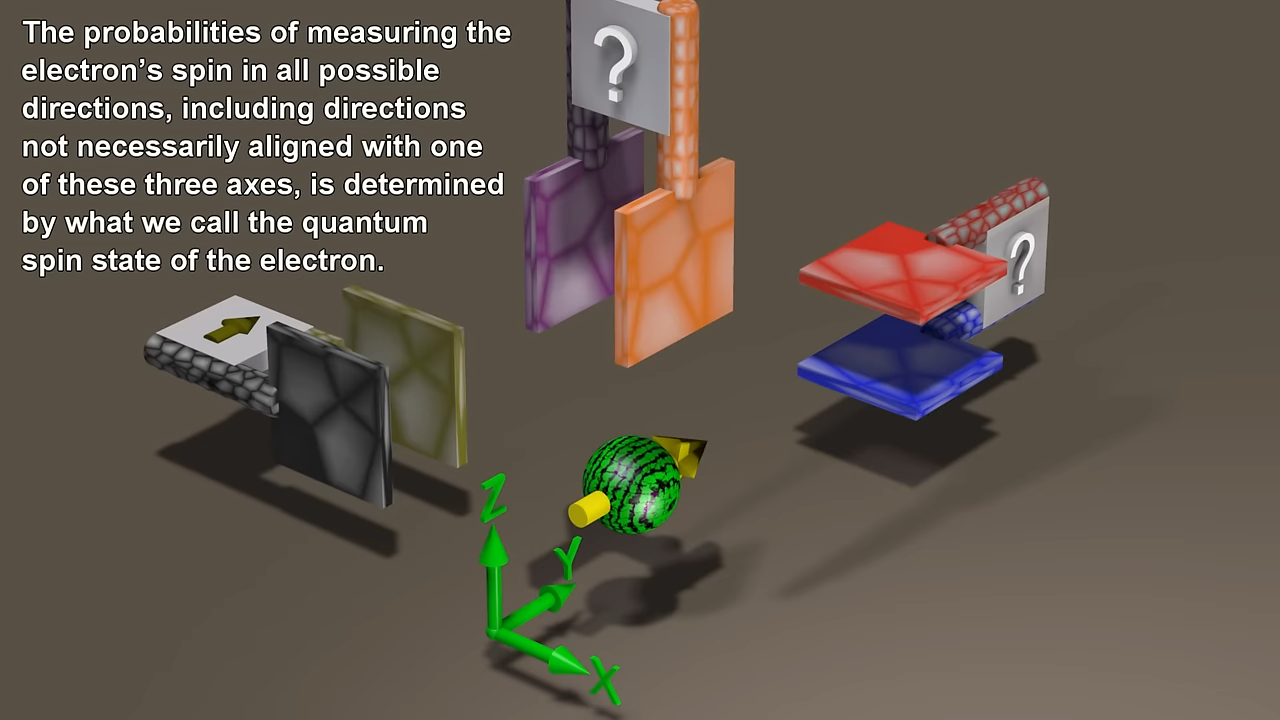 The probabilities of measuring the
electron’s spin in all possible
directions, including directions
not necessarily aligned with one
of these three axes, is determined
by what we call the quantum
spin state of the electron.
?
?
Z
Y
X